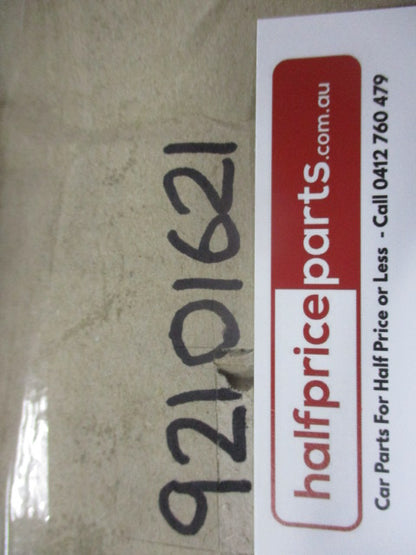 92101621
halfpriceparts.com.au
Car Parts For Half Price or Less - Call 0412 760 479